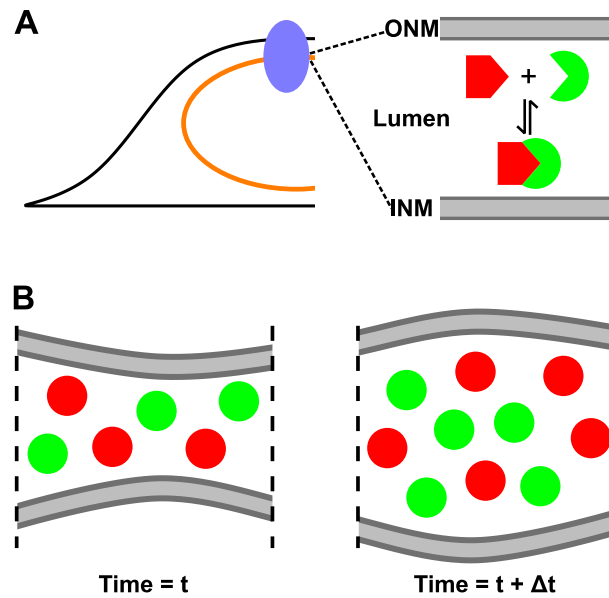 A
ONM
+
Lumen
INM
B
Time = t
Time = t + Δt